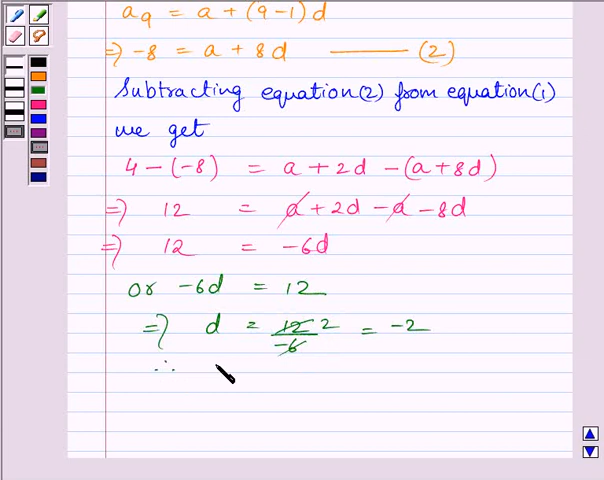 a₉ = a + (9-1)d
⇒ -8 = a + 8d ——— (2)
Subtracting equation(2) from equation(1)
we get
4-(-8) = a+2d -(a+8d)
⇒ 12 = a+2d-a-8d
⇒ 12 = -6d
or -6d = 12
⇒ d = 12/-6 2 = -2
∴